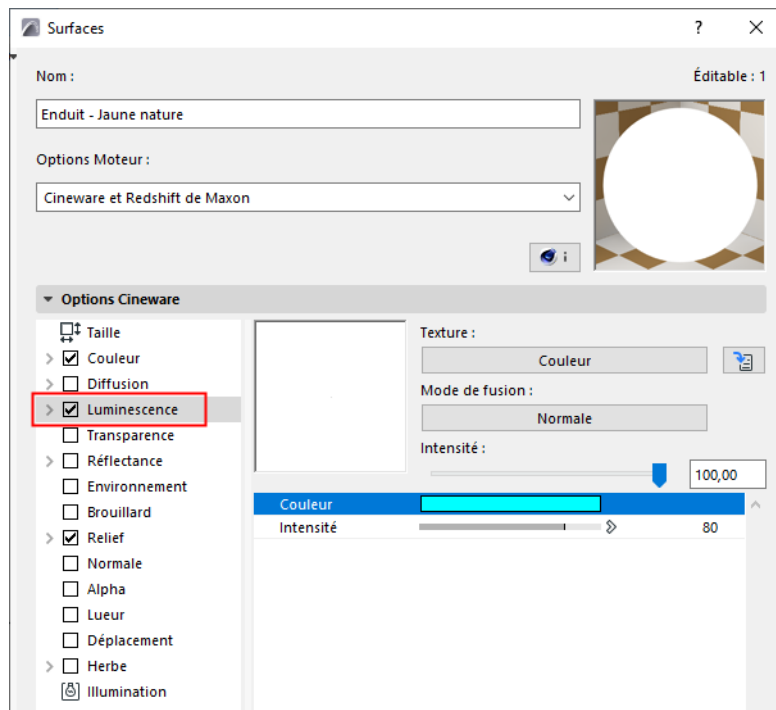 Surfaces
?
Nom :
Éditable : 1
Enduit - Jaune nature
Options Moteur :
Cineware et Redshift de Maxon
i
Options Cineware
Taille
Couleur
Diffusion
Luminescence
Transparence
Réflectance
Environnement
Brouillard
Relief
Normale
Alpha
Lueur
Déplacement
Herbe
Illumination
Texture :
Couleur
Mode de fusion :
Normale
Intensité :
100,00
Couleur
Intensité 80